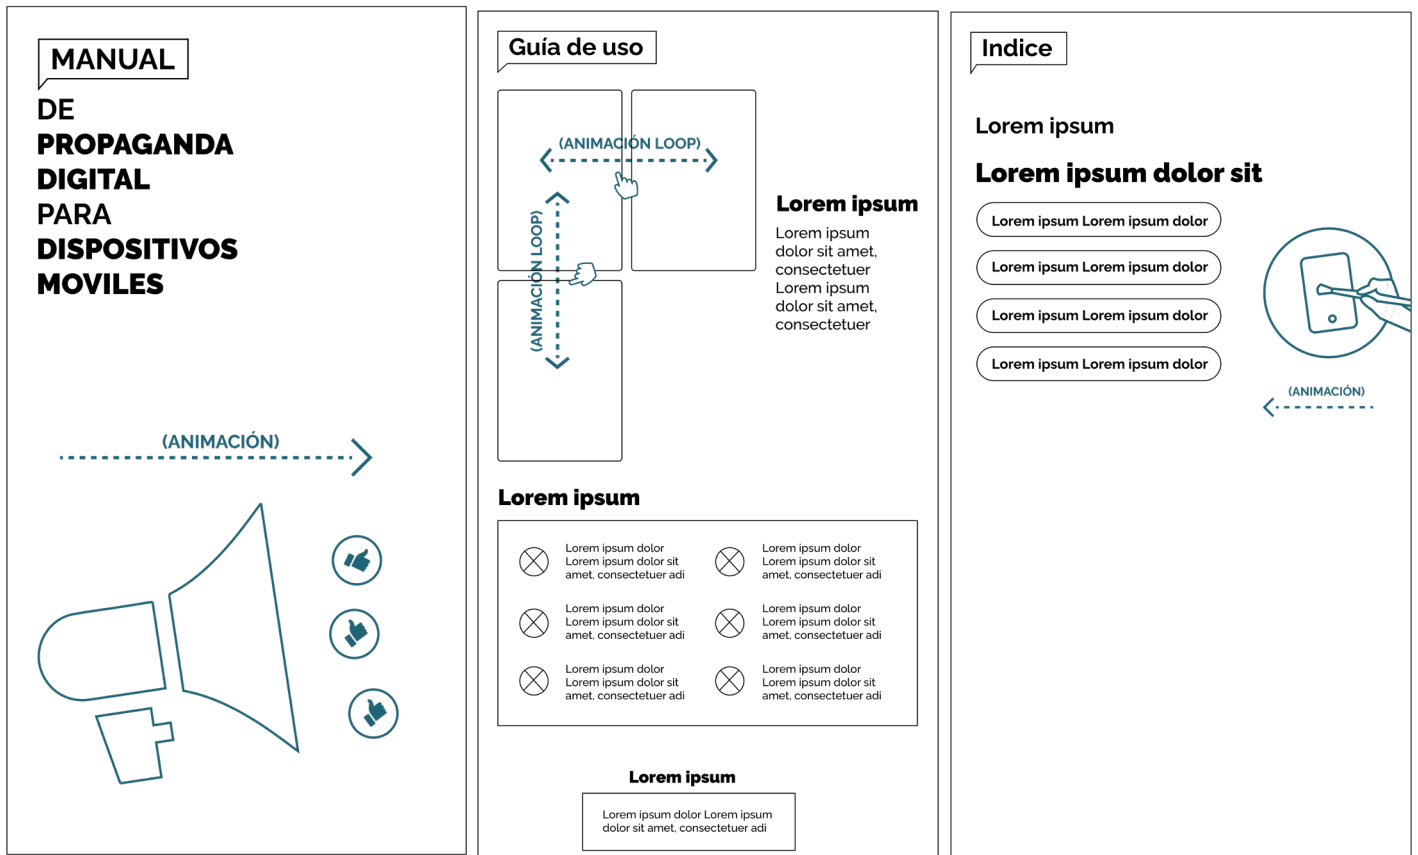 MANUAL
DE
PROPAGANDA
DIGITAL
PARA
DISPOSITIVOS
MOVILES
(ANIMACIÓN)
Guía de uso
(ANIMACIÓN LOOP)
(ANIMACIÓN LOOP)
Lorem ipsum
Lorem ipsum
dolor sit amet,
consectetuer
Lorem ipsum
dolor sit amet,
consectetuer
Lorem ipsum
Lorem ipsum dolor
Lorem ipsum dolor sit
amet, consectetuer adi
Lorem ipsum dolor
Lorem ipsum dolor sit
amet, consectetuer adi
Lorem ipsum dolor
Lorem ipsum dolor sit
amet, consectetuer adi
Lorem ipsum dolor
Lorem ipsum dolor sit
amet, consectetuer adi
Lorem ipsum dolor
Lorem ipsum dolor sit
amet, consectetuer adi
Lorem ipsum dolor
Lorem ipsum dolor sit
amet, consectetuer adi
Lorem ipsum
Lorem ipsum dolor Lorem ipsum
dolor sit amet, consectetuer adi
Indice
Lorem ipsum
Lorem ipsum dolor sit
Lorem ipsum Lorem ipsum dolor
Lorem ipsum Lorem ipsum dolor
Lorem ipsum Lorem ipsum dolor
Lorem ipsum Lorem ipsum dolor
(ANIMACIÓN)